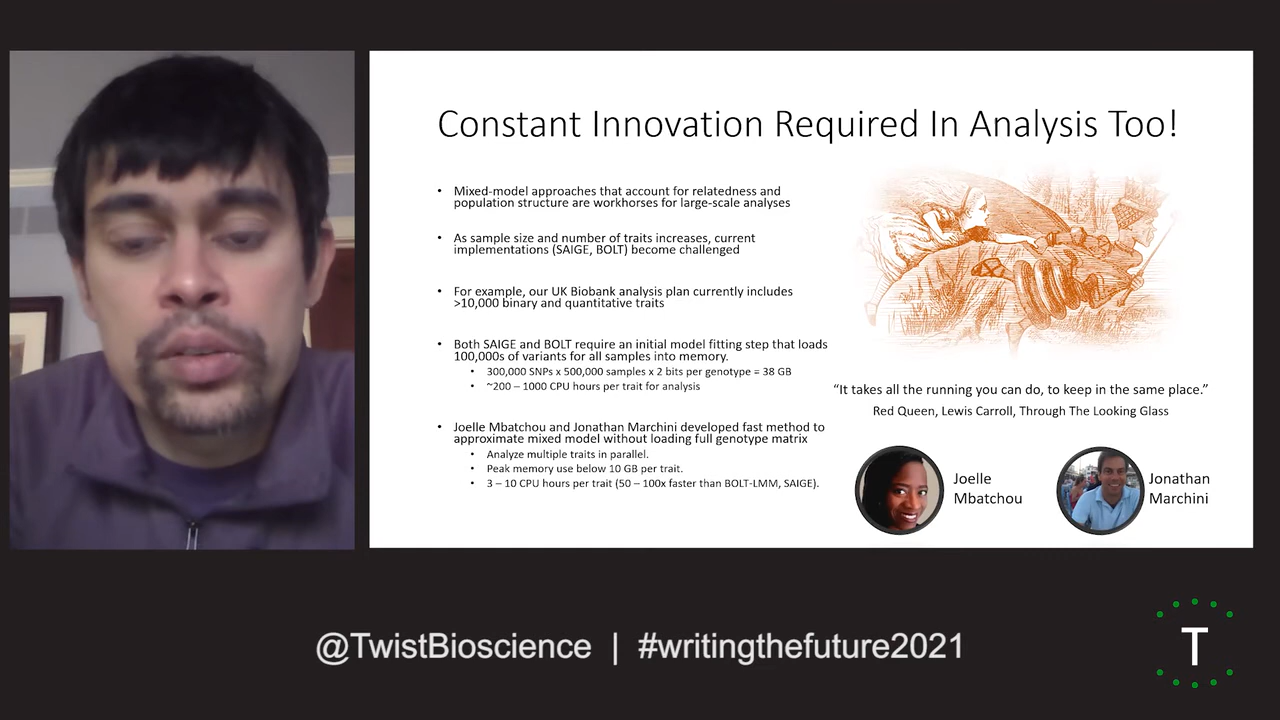 Constant Innovation Required In Analysis Too!
• Mixed-model approaches that account for relatedness and
population structure are workhorses for large-scale analyses
• As sample size and number of traits increases, current
implementations (SAIGE, BOLT) become challenged
• For example, our UK Biobank analysis plan currently includes
>10,000 binary and quantitative traits
• Both SAIGE and BOLT require an initial model fitting step that loads
100,000s of variants for all samples into memory.
• 300,000 SNPs x 500,000 samples x 2 bits per genotype = 38 GB
• ~200 – 1000 CPU hours per trait for analysis
• Joelle Mbatchou and Jonathan Marchini developed fast method to
approximate mixed model without loading full genotype matrix
• Analyze multiple traits in parallel.
• Peak memory use below 10 GB per trait.
• 3 – 10 CPU hours per trait (50 – 100x faster than BOLT-LMM, SAIGE).
“It takes all the running you can do, to keep in the same place.”
Red Queen, Lewis Carroll, Through The Looking Glass
Joelle
Mbatchou
Jonathan
Marchini
@TwistBioscience | #writingthefuture2021
T